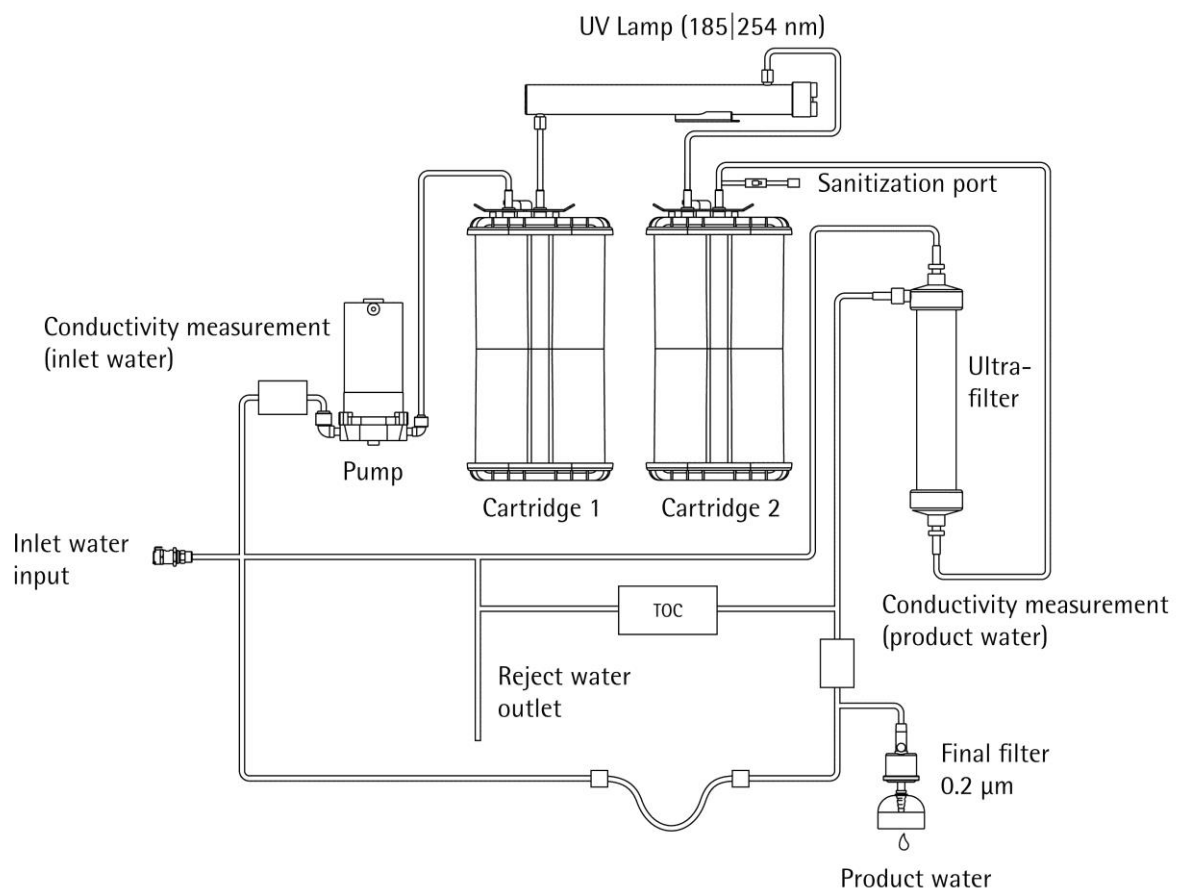 UV Lamp (185|254 nm)
Sanitization port
Conductivity measurement
(inlet water)
Ultra-
filter
Pump
Cartridge 1
Cartridge 2
Inlet water
input
TOC
Conductivity measurement
(product water)
Reject water
outlet
Final filter
0.2 µm
Product water